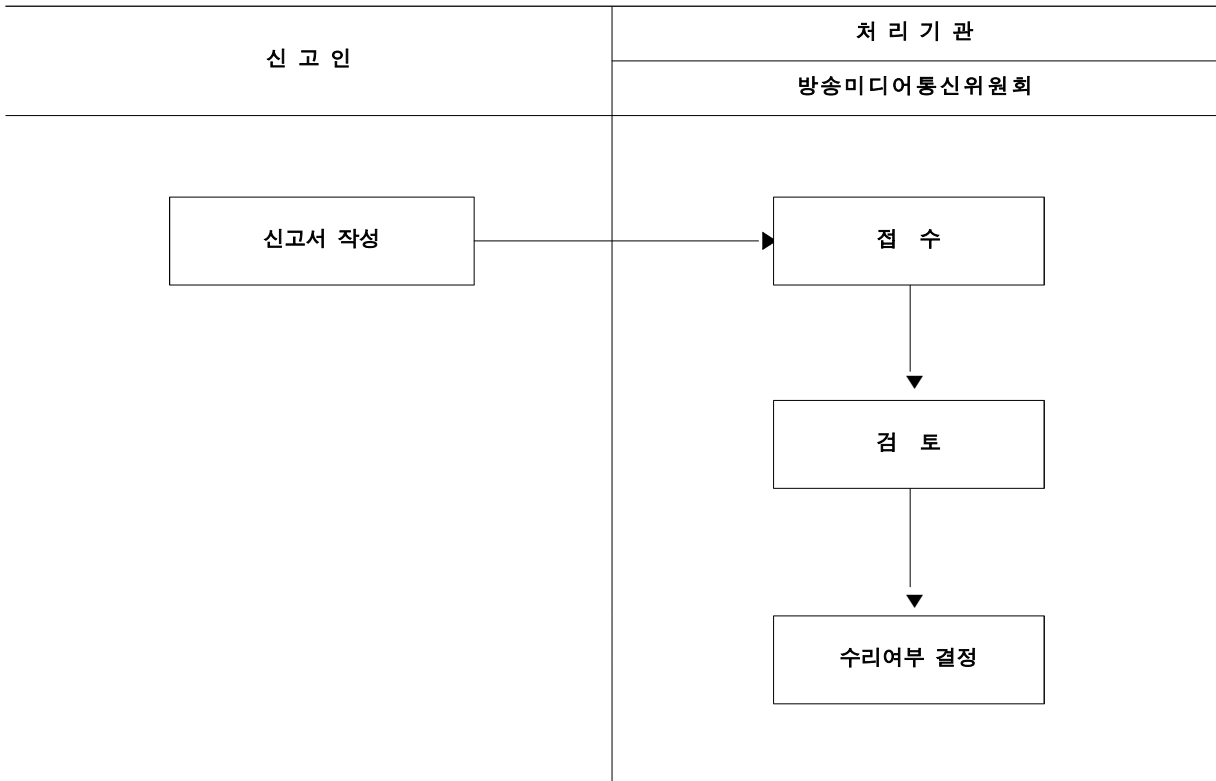 신 고 인
처 리 기 관
방송미디어통신위원회
신고서 작성
접 수
검 토
수리여부 결정